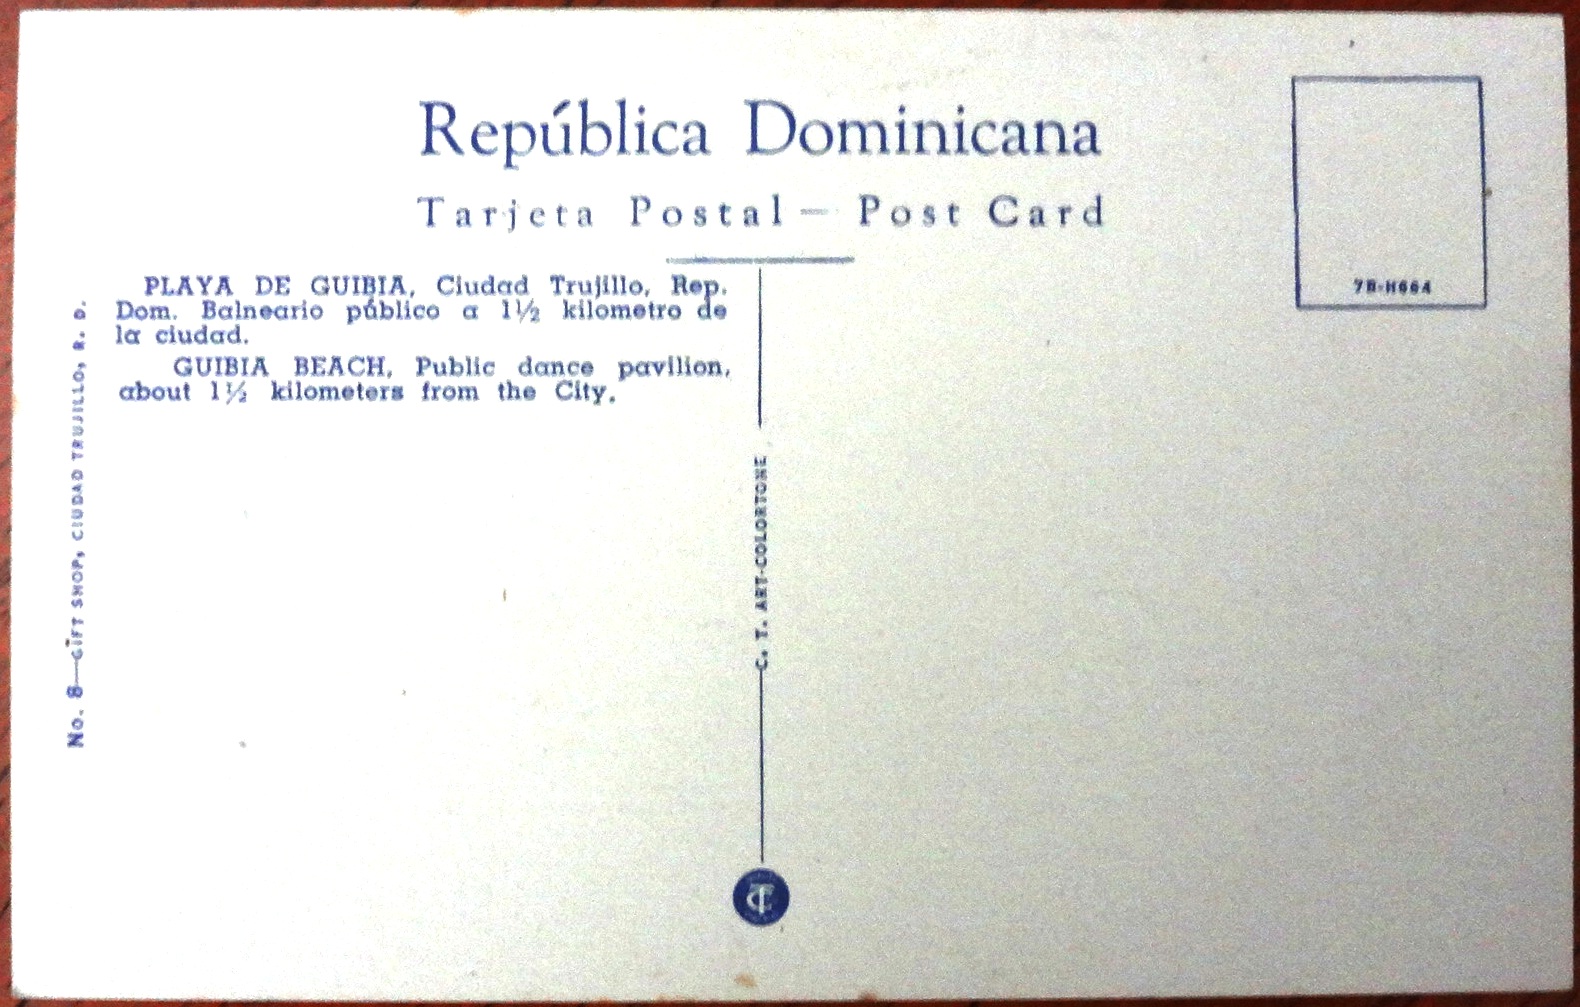 República Dominicana
Tarjeta Postal — Post Card
7B-H664
PLAYA DE GUIBIA, Ciudad Trujillo, Rep.
Dom. Balneario público a 1½ kilometro de
la ciudad.
GUIBIA BEACH, Public dance pavilion,
about 1½ kilometers from the City.
No. 8—GIFT SHOP, CIUDAD TRUJILLO, R. D.
C. T. ART-COLORTONE
CT